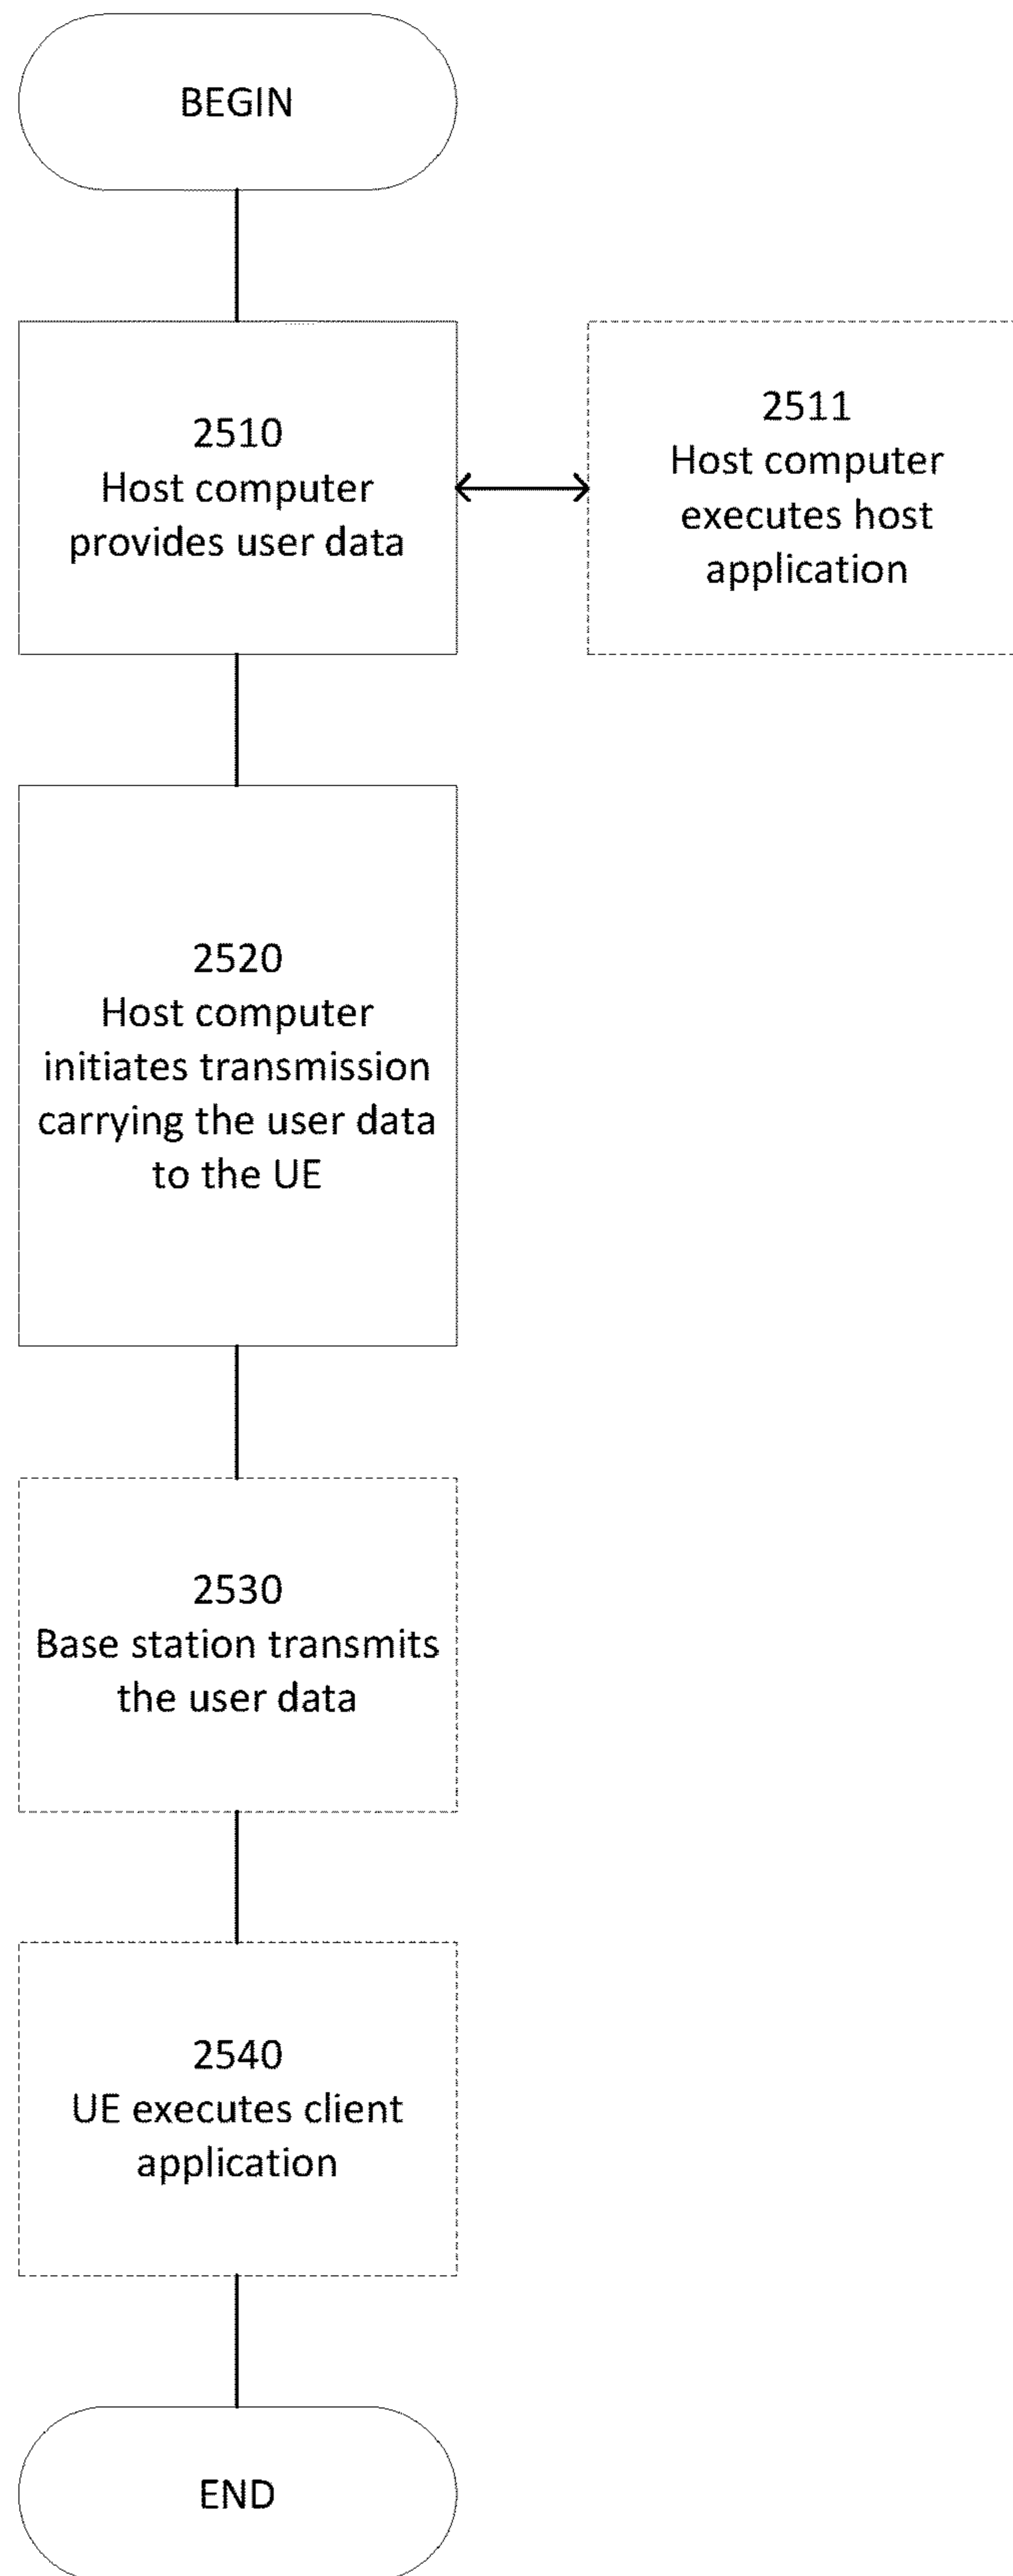 BEGIN
2510
Host computer
provides user data
2511
Host computer
executes host
application
2520
Host computer
initiates transmission
carrying the user data
to the UE
2530
Base station transmits
the user data
2540
UE executes client
application
END